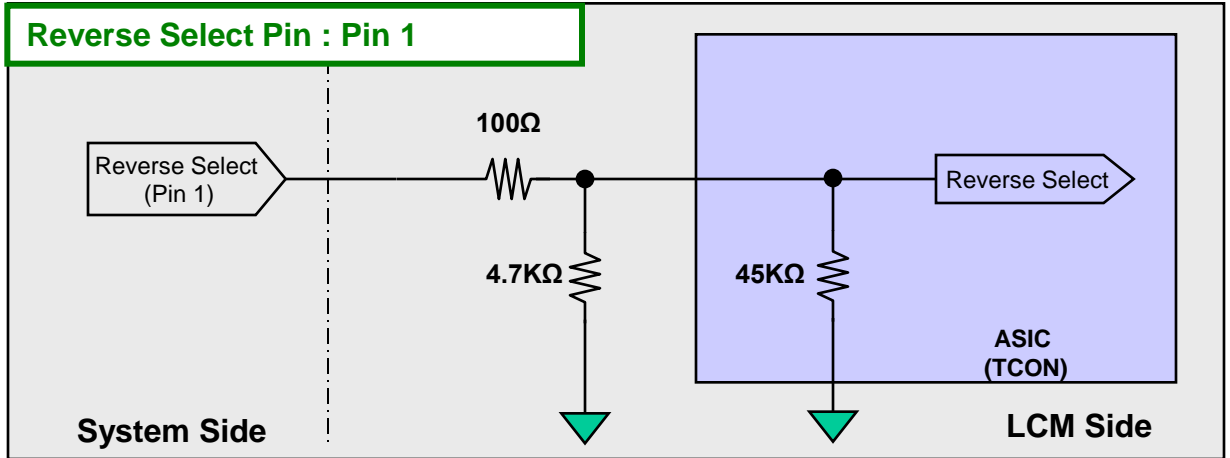 Reverse Select Pin : Pin 1
100Ω
Reverse Select
(Pin 1)
Reverse Select
4.7KΩ
45KΩ
ASIC
(TCON)
System Side
LCM Side